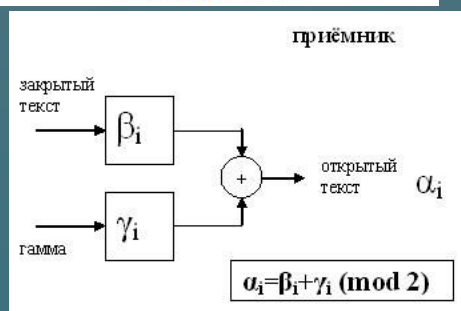 приёмник
закрытый
текст
βi
+
открытый
текст
αi
γi
гамма
αi=βi+γi (mod 2)